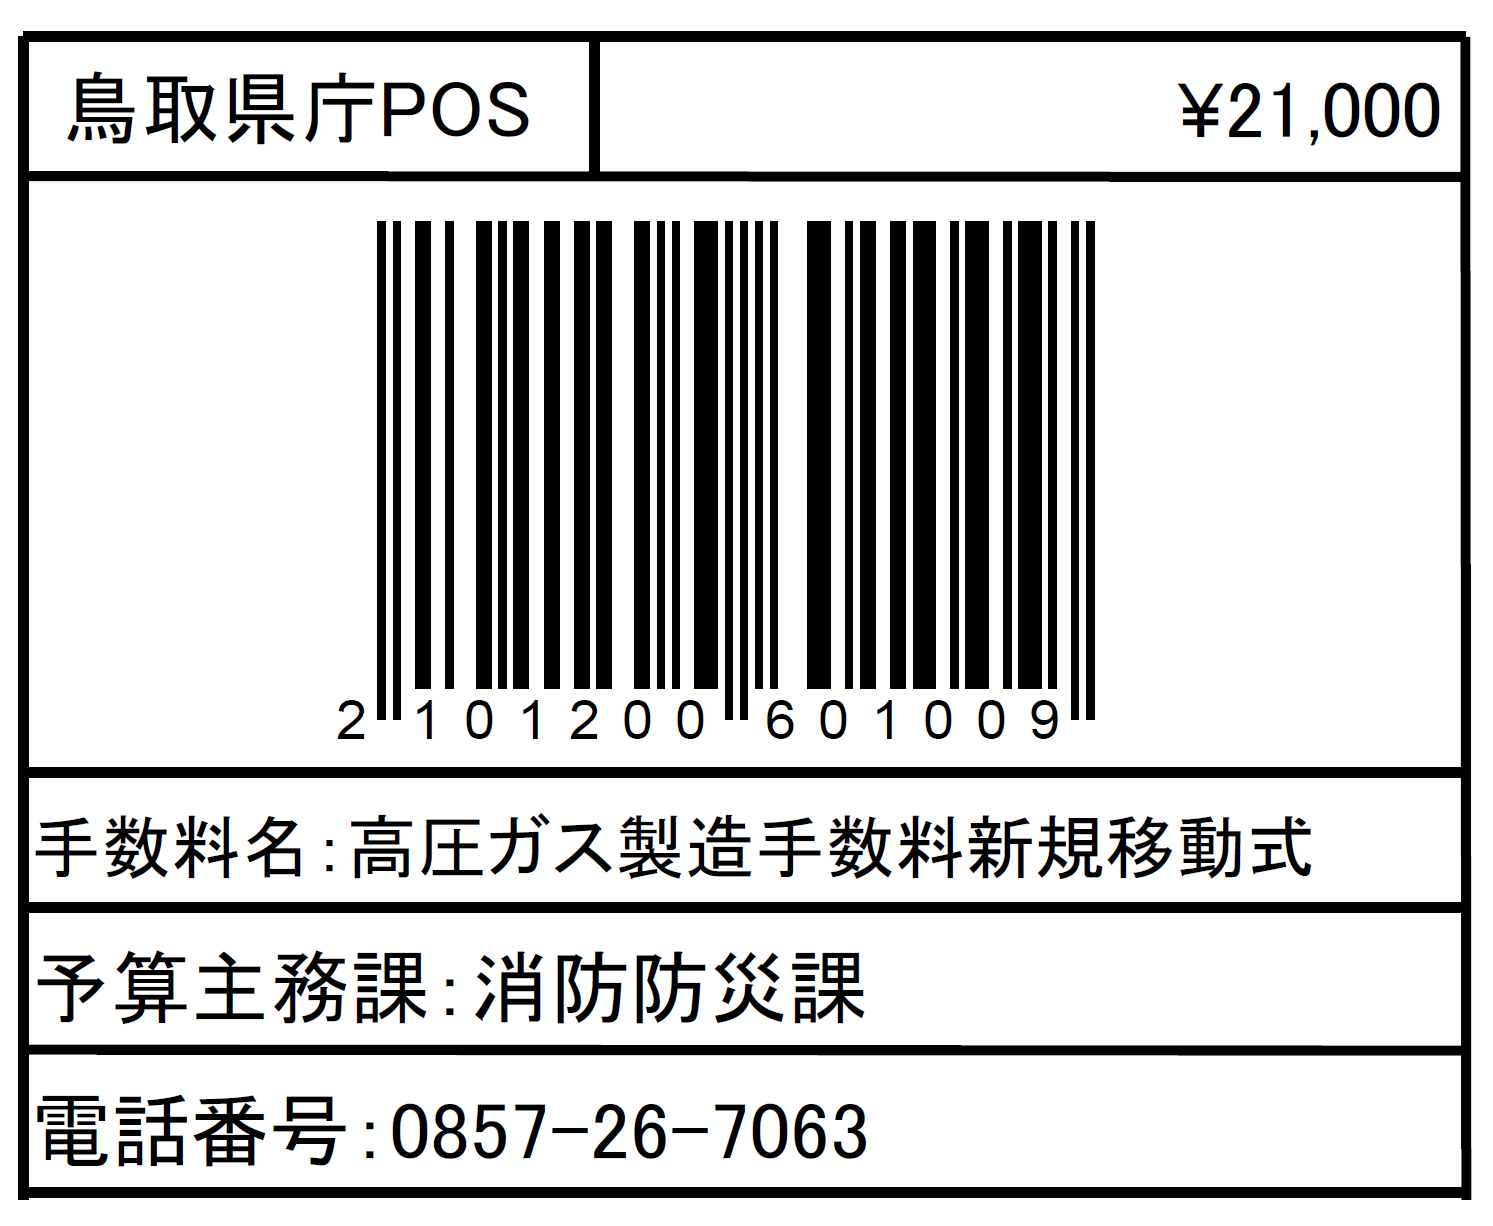 鳥取県庁POS
¥21,000
2 101200 601009
手数料名:高圧ガス製造手数料新規移動式
予算主務課:消防防災課
電話番号:0857-26-7063